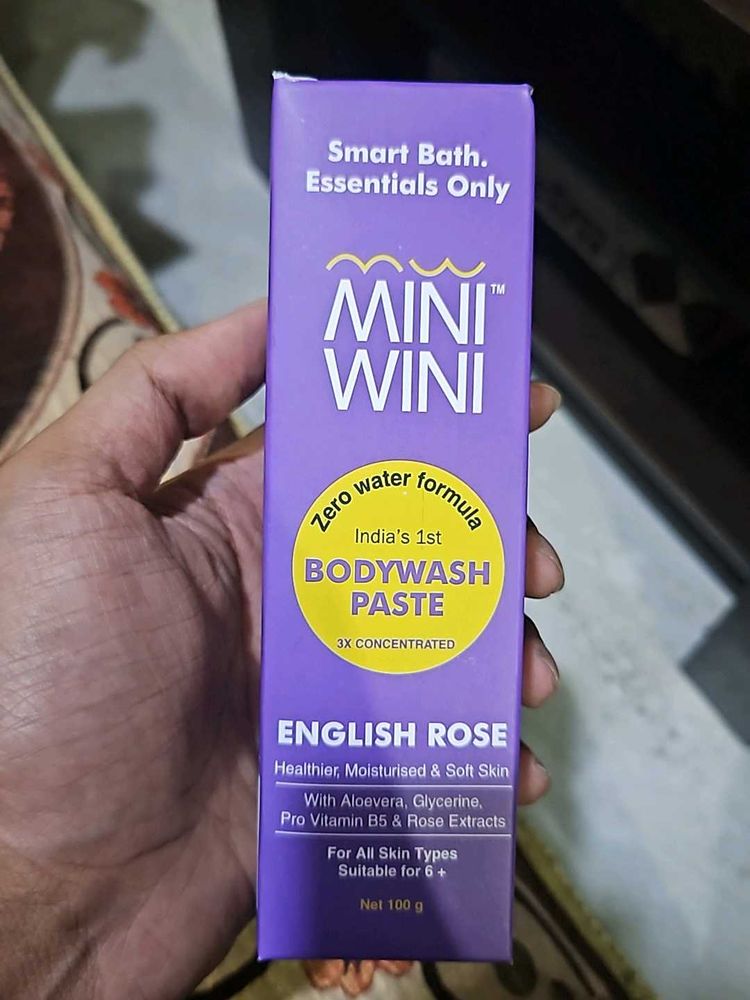 Smart Bath.
Essentials Only
MINI™
WINI
Zero water formula
India's 1st
BODYWASH
PASTE
3X CONCENTRATED
ENGLISH ROSE
Healthier, Moisturised & Soft Skin
With Aloevera, Glycerine,
Pro Vitamin B5 & Rose Extracts
For All Skin Types
Suitable for 6 +
Net 100 g